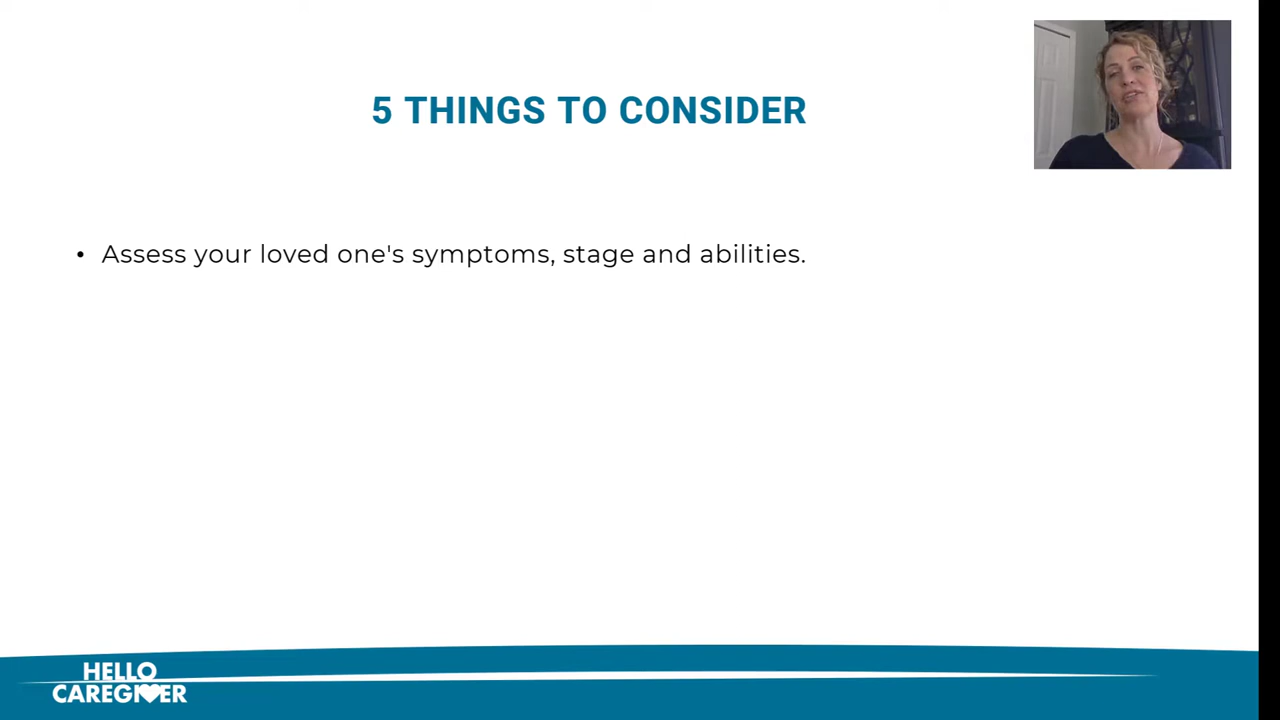 5 THINGS TO CONSIDER
• Assess your loved one's symptoms, stage and abilities.
HELLO
CAREGIVER